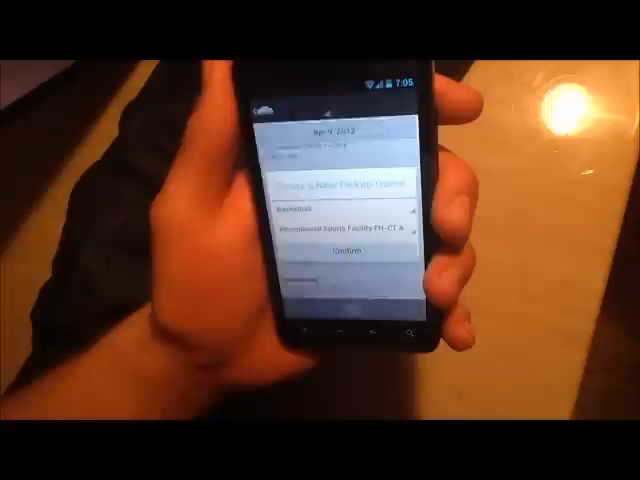 7:05
Apr 9, 2012
Create a New Pickup Game
Basketball
Recreational Sports Facility FH-CT A
Confirm